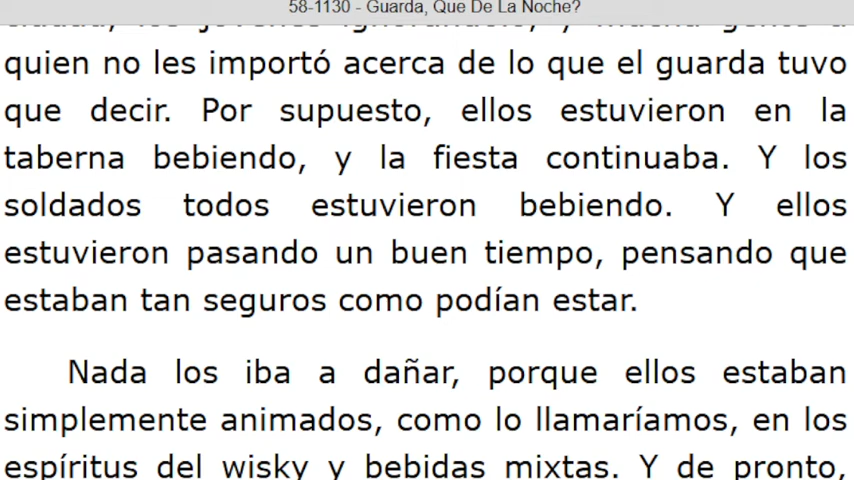 58-1130 - Guarda, Que De La Noche?
quien no les importó acerca de lo que el guarda tuvo
que decir. Por supuesto, ellos estuvieron en la
taberna bebiendo, y la fiesta continuaba. Y los
soldados todos estuvieron bebiendo. Y ellos
estuvieron pasando un buen tiempo, pensando que
estaban tan seguros como podían estar.
Nada los iba a dañar, porque ellos estaban
simplemente animados, como lo llamaríamos, en los
espíritus del wisky y bebidas mixtas. Y de pronto,